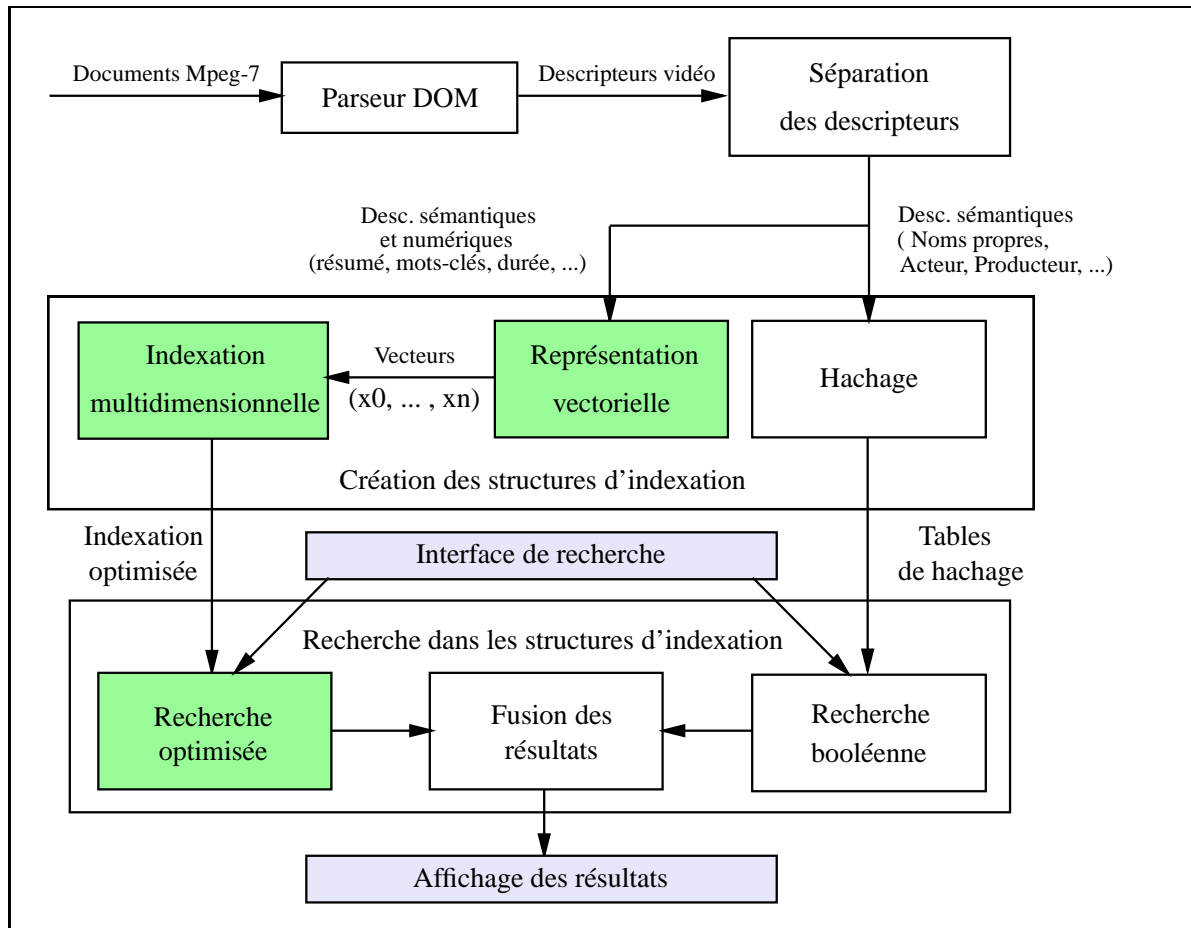 Documents Mpeg-7
Parseur DOM
Descripteurs vidéo
Séparation
des descripteurs
Desc. sémantiques
et numériques
(résumé, mots-clés, durée, ...)
Desc. sémantiques
( Noms propres,
Acteur, Producteur, ...)
Indexation
multidimensionnelle
Vecteurs
(x0, ... , xn)
Représentation
vectorielle
Hachage
Création des structures d’indexation
Indexation
optimisée
Interface de recherche
Tables
de hachage
Recherche dans les structures d’indexation
Recherche
optimisée
Fusion des
résultats
Recherche
booléenne
Affichage des résultats